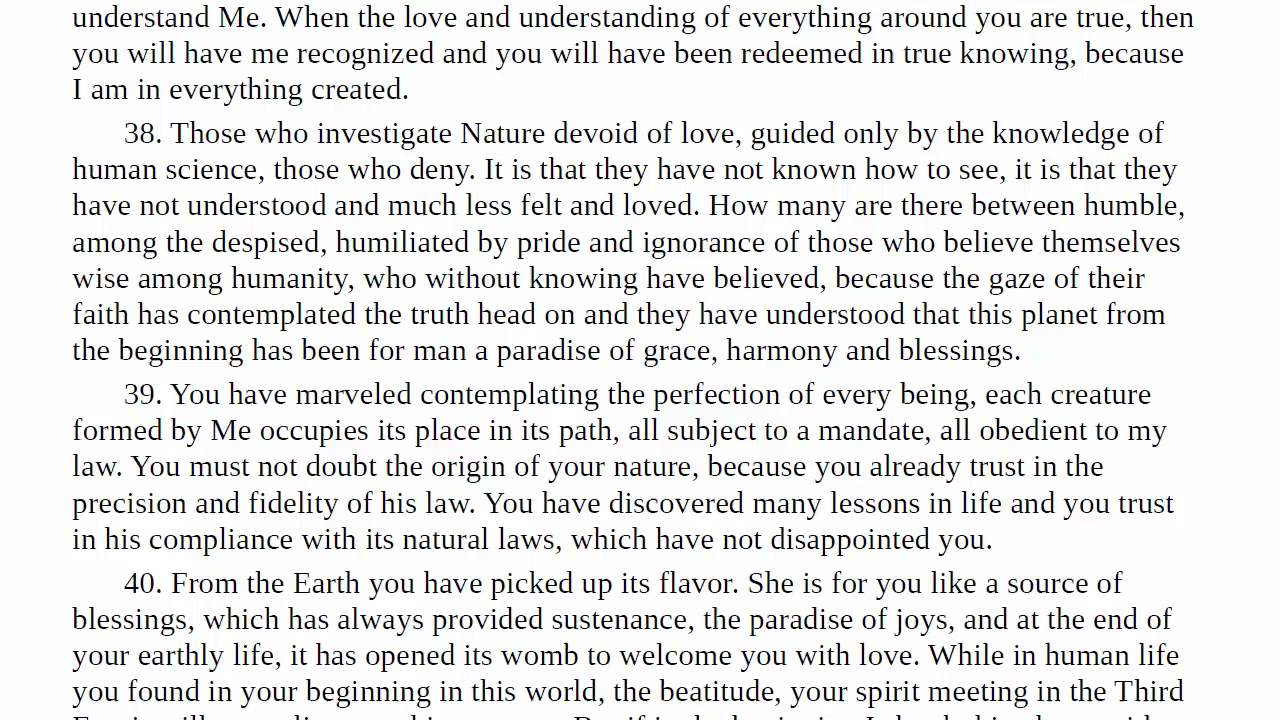 understand Me. When the love and understanding of everything around you are true, then
you will have me recognized and you will have been redeemed in true knowing, because
I am in everything created.
38. Those who investigate Nature devoid of love, guided only by the knowledge of
human science, those who deny. It is that they have not known how to see, it is that they
have not understood and much less felt and loved. How many are there between humble,
among the despised, humiliated by pride and ignorance of those who believe themselves
wise among humanity, who without knowing have believed, because the gaze of their
faith has contemplated the truth head on and they have understood that this planet from
the beginning has been for man a paradise of grace, harmony and blessings.
39. You have marveled contemplating the perfection of every being, each creature
formed by Me occupies its place in its path, all subject to a mandate, all obedient to my
law. You must not doubt the origin of your nature, because you already trust in the
precision and fidelity of his law. You have discovered many lessons in life and you trust
in his compliance with its natural laws, which have not disappointed you.
40. From the Earth you have picked up its flavor. She is for you like a source of
blessings, which has always provided sustenance, the paradise of joys, and at the end of
your earthly life, it has opened its womb to welcome you with love. While in human life
you found in your beginning in this world, the beatitude, your spirit meeting in the Third